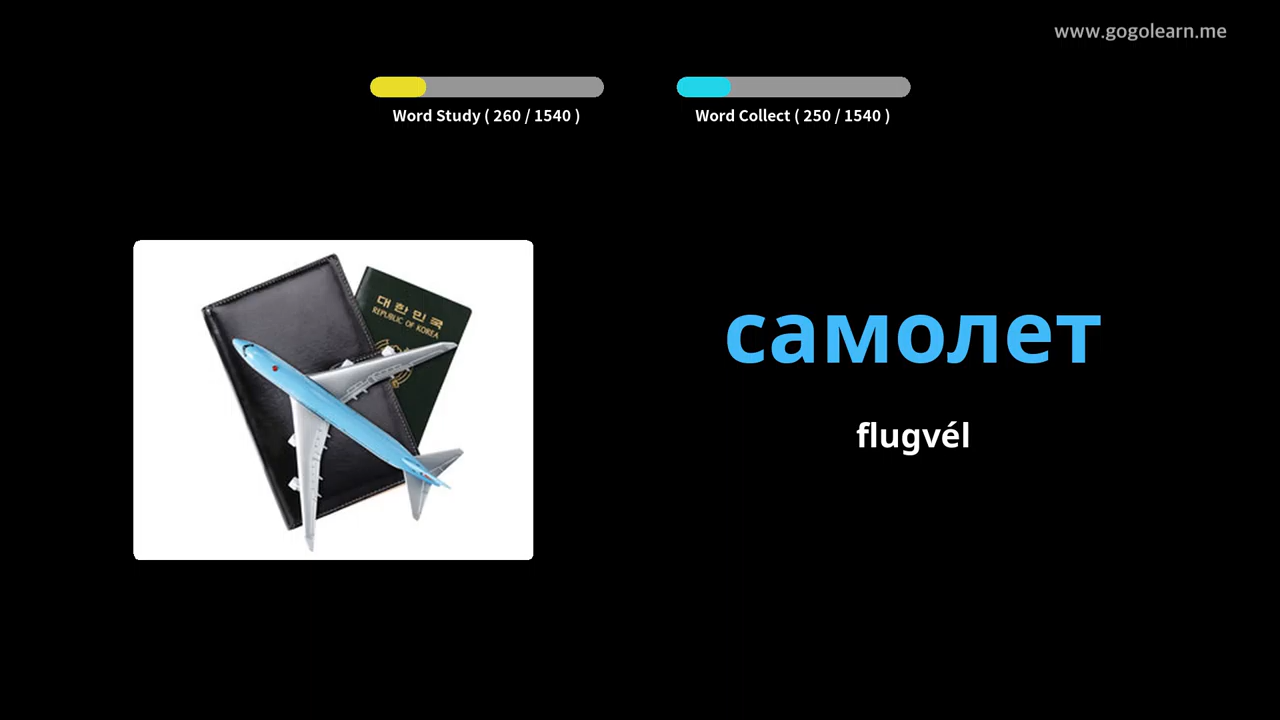 www.gogolearn.me
Word Study ( 260 / 1540 )
Word Collect ( 250 / 1540 )
대한민국
REPUBLIC OF KOREA
самолет
flugvél